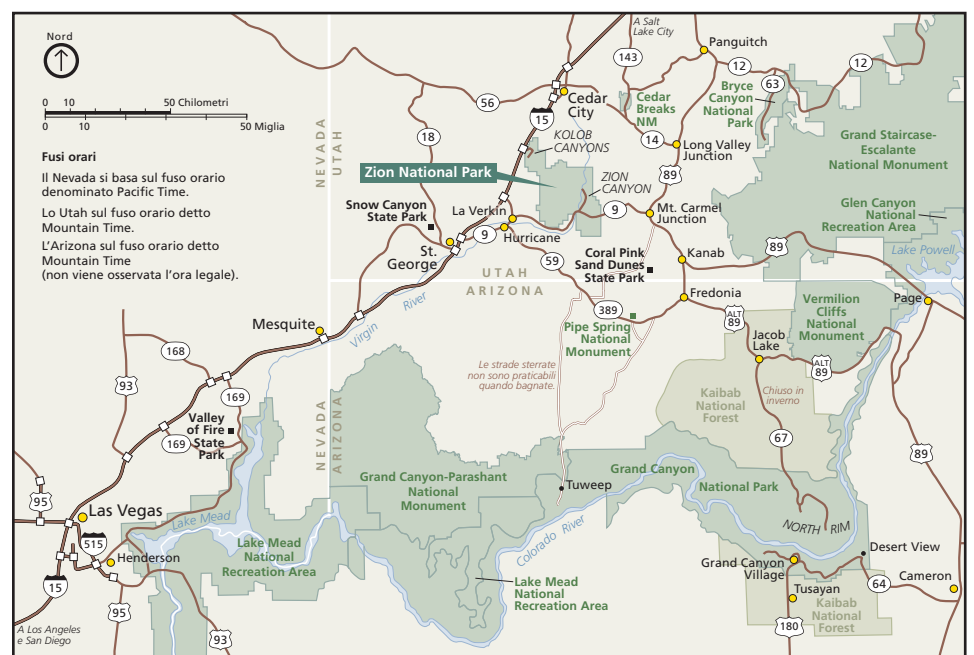 Nord
0 10 50 Chilometri
0 10 50 Miglia
Fusi orari
Il Nevada si basa sul fuso orario
denominato Pacific Time.
Lo Utah sul fuso orario detto
Mountain Time.
L’Arizona sul fuso orario detto
Mountain Time
(non viene osservata l’ora legale).
A Salt
Lake City
Panguitch
143
12
12
63
Bryce
Canyon
National
Park
Cedar
Breaks
NM
56
Cedar
City
15
18
14
Long Valley
Junction
KOLOB
CANYONS
NEVADA
UTAH
Grand Staircase-
Escalante
National Monument
Zion National Park
ZION
CANYON
89
Snow Canyon
State Park
La Verkin
9
Mt. Carmel
Junction
Glen Canyon
National
Recreation Area
9
Hurricane
St.
George
59
Coral Pink
Sand Dunes
State Park
Kanab
89
Lake Powell
UTAH
ARIZONA
Fredonia
Page
Virgin
River
389
ALT
89
Vermilion
Cliffs
National
Monument
Mesquite
Pipe Spring
National
Monument
Jacob
Lake
ALT
89
168
93
Le strade sterrate
non sono praticabili
quando bagnate.
Kaibab
National
Forest
Chiuso in
inverno
169
Valley
of Fire
State
Park
169
NEVADA
ARIZONA
67
89
Grand Canyon-Parashant
National
Monument
Grand Canyon
National Park
Tuweep
95
Las Vegas
Lake Mead
515
Henderson
Lake Mead
National
Recreation Area
Colorado River
NORTH RIM
Desert View
Grand Canyon
Village
15
95
Lake Mead
National
Recreation Area
Tusayan
64
Cameron
Kaibab
National
Forest
A Los Angeles
e San Diego
93
180